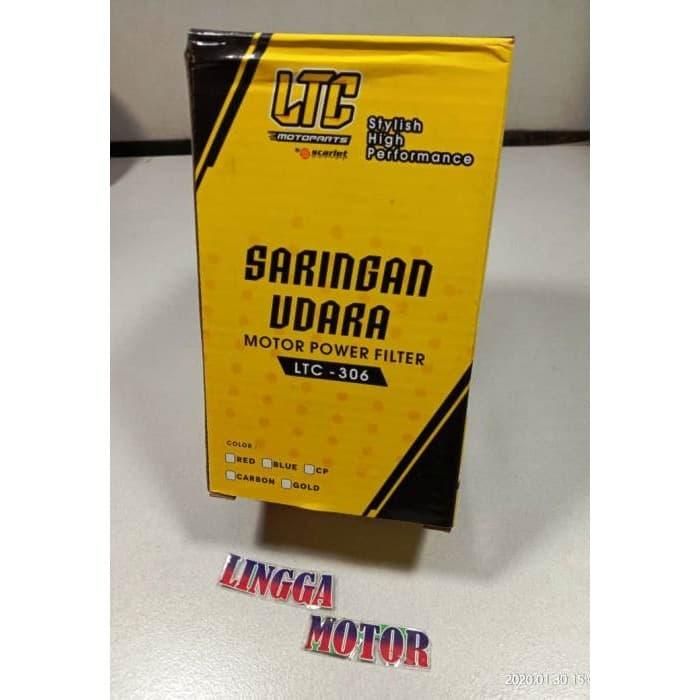 LTC
MOTOPARTS
scarlet
Stylish
High
Performance
SARINGAN
UDARA
MOTOR POWER FILTER
LTC - 306
COLOR :
RED BLUE CP
CARBON GOLD
LINGGA
MOTOR
2020.01.30 15